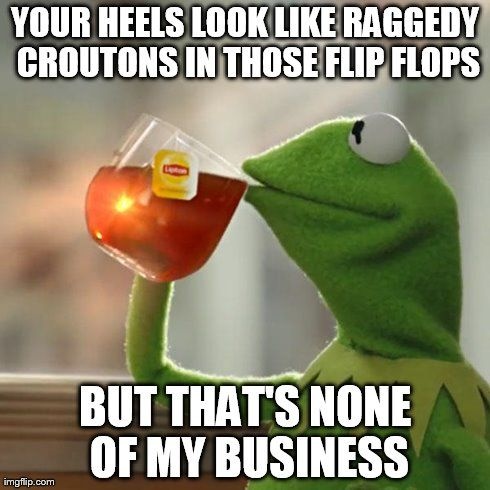 YOUR HEELS LOOK LIKE RAGGEDY
CROUTONS IN THOSE FLIP FLOPS
Lipton
BUT THAT'S NONE
OF MY BUSINESS
imgflip.com